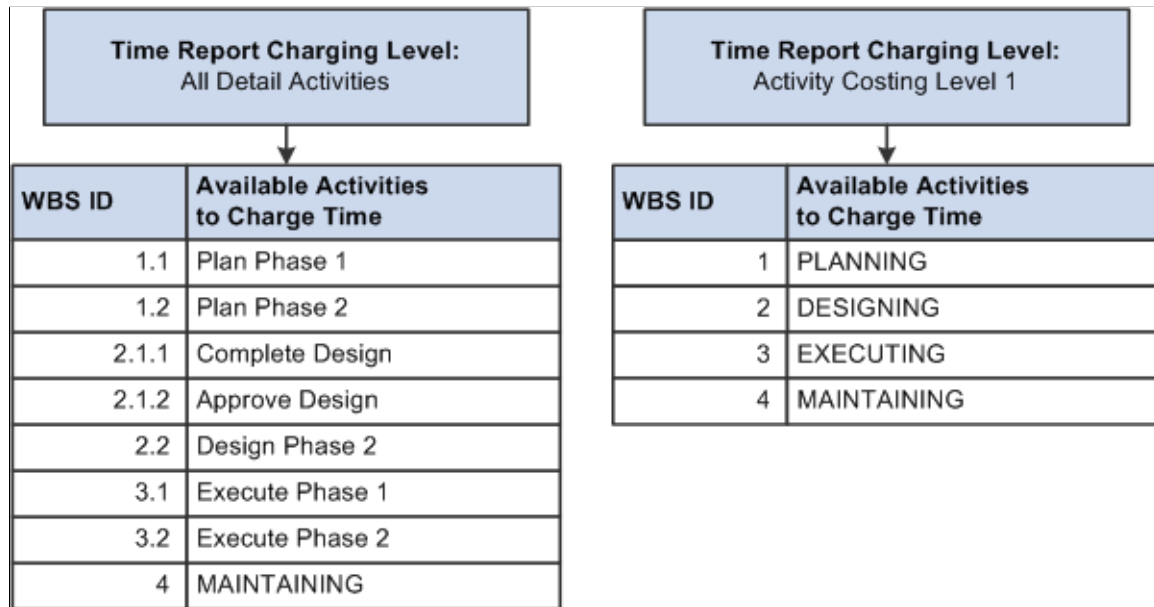 Time Report Charging Level:
All Detail Activities
WBS ID
Available Activities
to Charge Time
1.1 Plan Phase 1
1.2 Plan Phase 2
2.1.1 Complete Design
2.1.2 Approve Design
2.2 Design Phase 2
3.1 Execute Phase 1
3.2 Execute Phase 2
4 MAINTAINING
Time Report Charging Level:
Activity Costing Level 1
WBS ID
Available Activities
to Charge Time
1 PLANNING
2 DESIGNING
3 EXECUTING
4 MAINTAINING